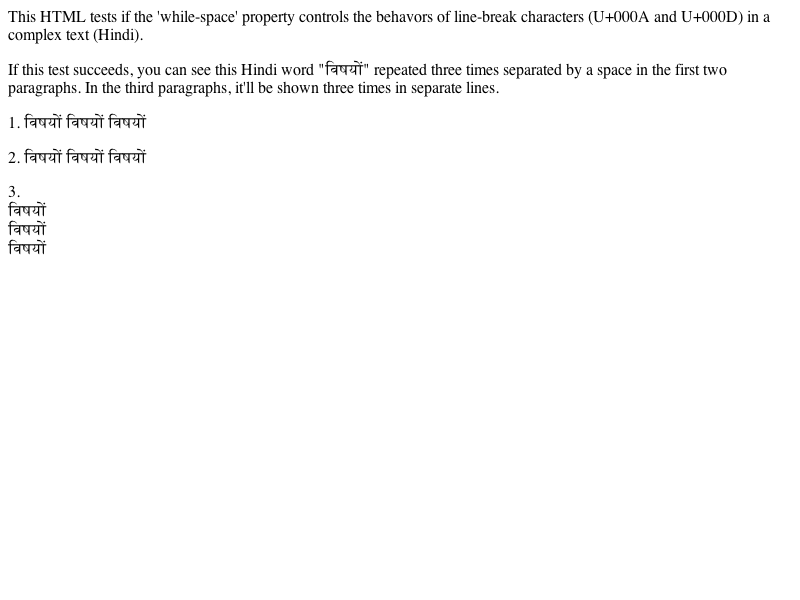 This HTML tests if the 'while-space' property controls the behavors of line-break characters (U+000A and U+000D) in a
complex text (Hindi).
If this test succeeds, you can see this Hindi word "विषयों" repeated three times separated by a space in the first two
paragraphs. In the third paragraphs, it'll be shown three times in separate lines.
1. विषयों विषयों विषयों
2. विषयों विषयों विषयों
3.
विषयों
विषयों
विषयों